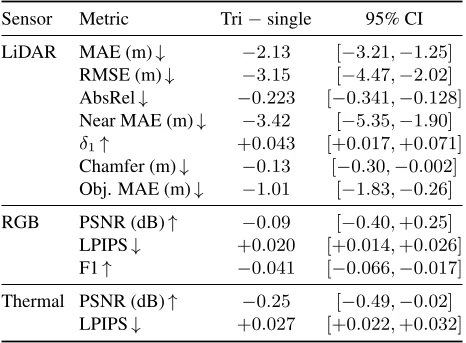 Sensor Metric Tri − single 95% CI
LiDAR MAE (m) ↓ −2.13 [−3.21, −1.25]
RMSE (m) ↓ −3.15 [−4.47, −2.02]
AbsRel ↓ −0.223 [−0.341, −0.128]
Near MAE (m) ↓ −3.42 [−5.35, −1.90]
δ₁ ↑ +0.043 [+0.017, +0.071]
Chamfer (m) ↓ −0.13 [−0.30, −0.002]
Obj. MAE (m) ↓ −1.01 [−1.83, −0.26]
RGB PSNR (dB) ↑ −0.09 [−0.40, +0.25]
LPIPS ↓ +0.020 [+0.014, +0.026]
F1 ↑ −0.041 [−0.066, −0.017]
Thermal PSNR (dB) ↑ −0.25 [−0.49, −0.02]
LPIPS ↓ +0.027 [+0.022, +0.032]